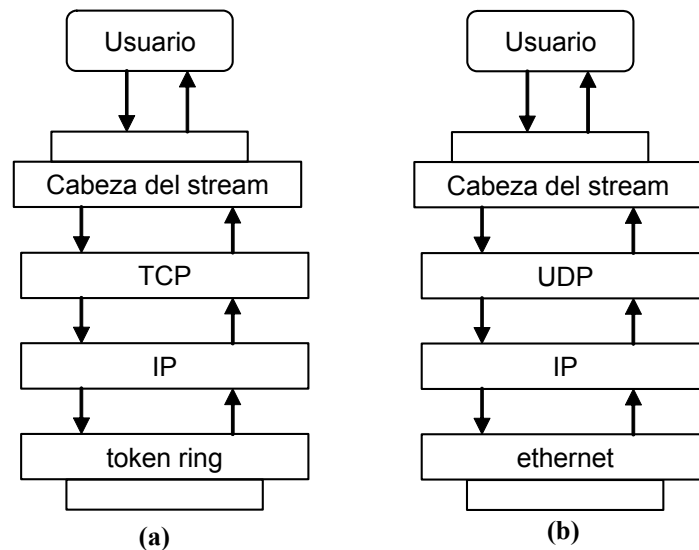 Usuario
Cabeza del stream
TCP
IP
token ring
(a)
Usuario
Cabeza del stream
UDP
IP
ethernet
(b)